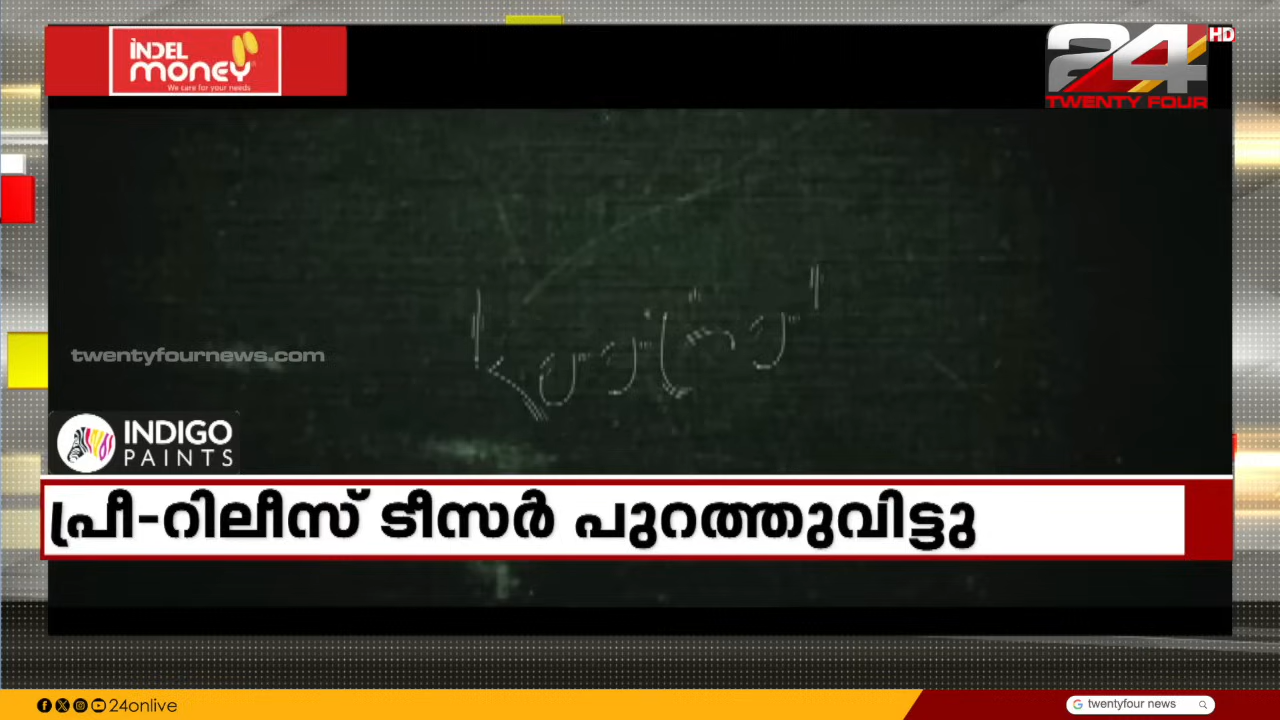 INDEL
money
We care for your needs
24 HD
TWENTY FOUR
twentyfournews.com
INDIGO
PAINTS
പ്രീ-റിലീസ് ടീസർ പുറത്തുവിട്ടു
24onlive
twentyfour news